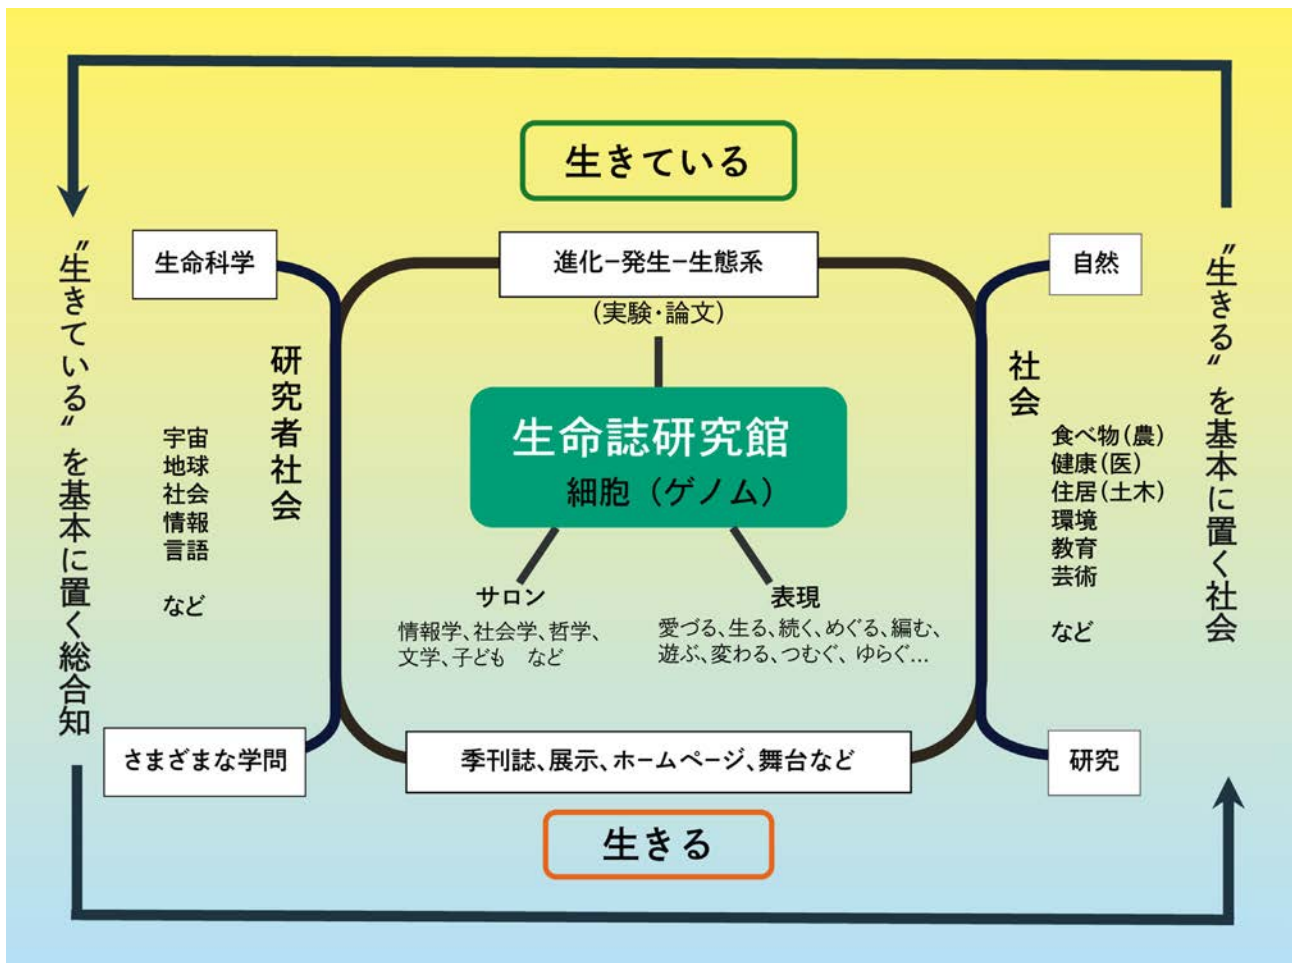 生きている
生命科学
進化ー発生ー生態系
(実験・論文)
自然
〝生きている〟を基本に置く総合知
研究者社会
宇宙
地球
社会
情報
言語
など
生命誌研究館
細胞（ゲノム）
サロン
情報学、社会学、哲学、
文学、子ども　など
表現
愛づる、生る、続く、めぐる、編む、
遊ぶ、変わる、つむぐ、ゆらぐ...
社会
食べ物(農)
健康(医)
住居(土木)
環境
教育
芸術
など
〝生きる〟を基本に置く社会
さまざまな学問
季刊誌、展示、ホームページ、舞台など
研究
生きる